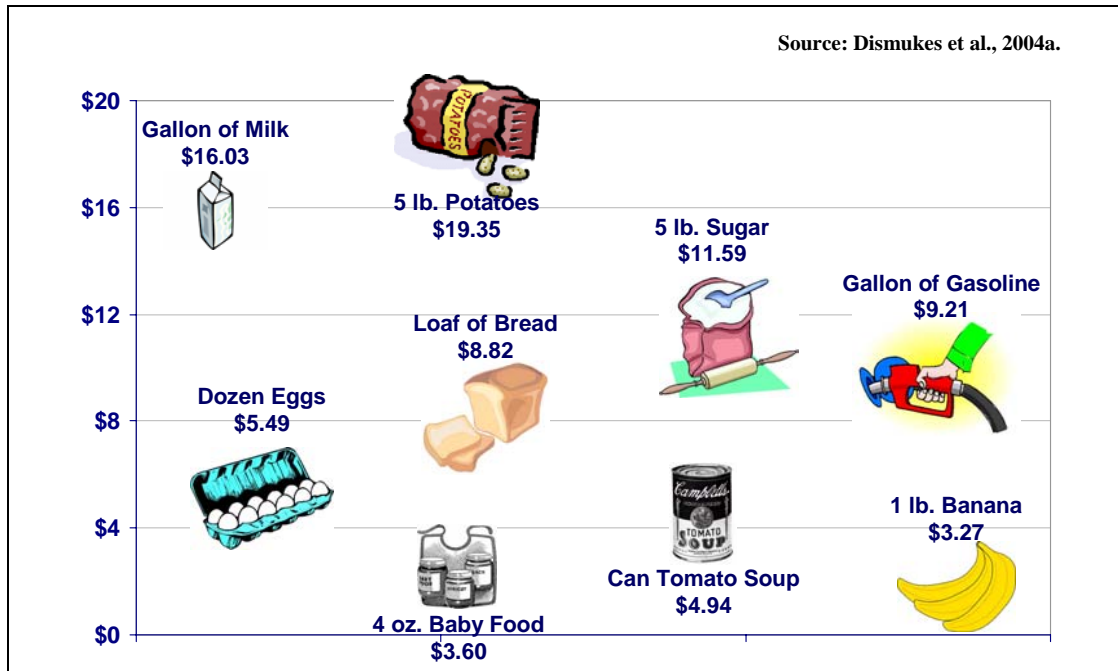 Source: Dismukes et al., 2004a.
$20
Gallon of Milk
$16.03
POTATOES
$16
5 lb. Potatoes
$19.35
5 lb. Sugar
$11.59
Gallon of Gasoline
$9.21
$12
Loaf of Bread
$8.82
Dozen Eggs
$5.49
$8
Campbell's
TOMATO
SOUP
1 lb. Banana
$3.27
$4
Can Tomato Soup
$4.94
4 oz. Baby Food
$3.60
$0